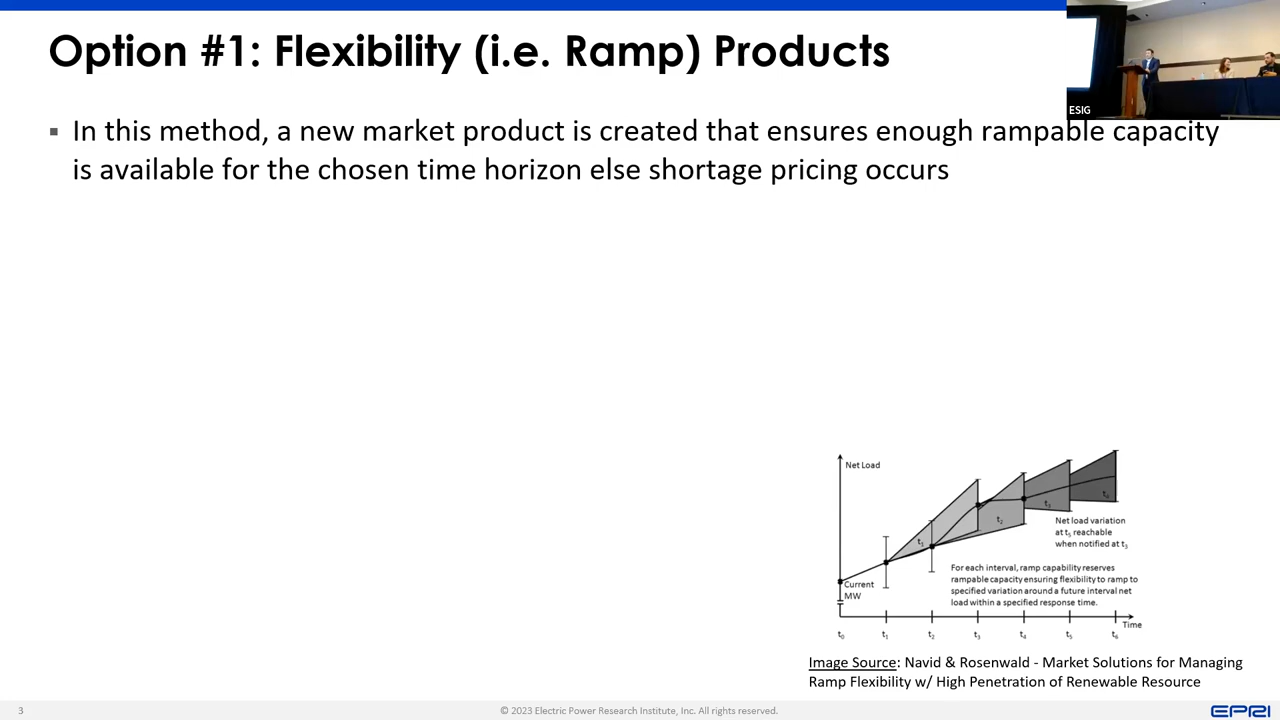 Option #1: Flexibility (i.e. Ramp) Products
ESIG
▪ In this method, a new market product is created that ensures enough rampable capacity
is available for the chosen time horizon else shortage pricing occurs
Net Load
t1
t2
t3
t4
Net load variation
at t5 reachable
when notified at t3
For each interval, ramp capability reserves
rampable capacity ensuring flexibility to ramp to
specified variation around a future interval net
load within a specified response time.
Current
MW
Time
t0 t1 t2 t3 t4 t5 t6
Image Source: Navid & Rosenwald - Market Solutions for Managing
Ramp Flexibility w/ High Penetration of Renewable Resource
3
© 2023 Electric Power Research Institute, Inc. All rights reserved.
EPRI